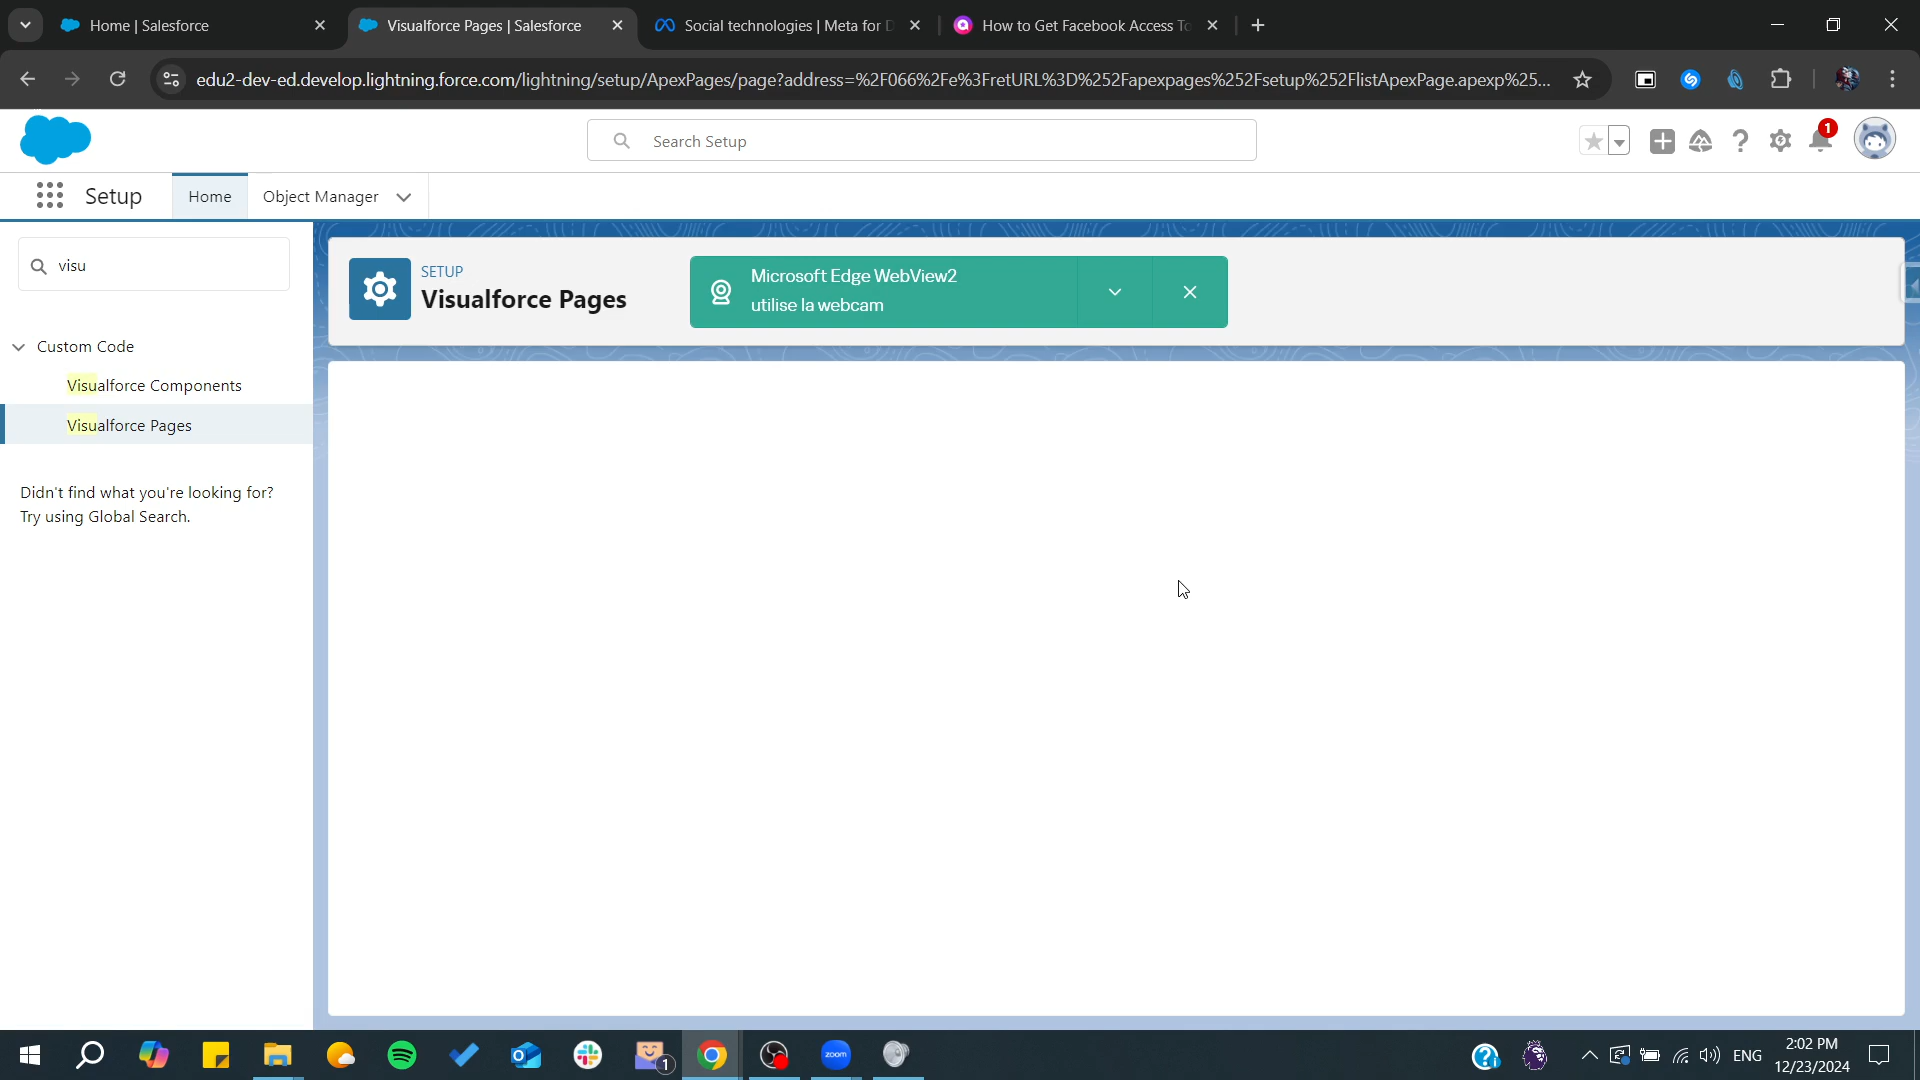 Home | Salesforce
Visualforce Pages | Salesforce
Social technologies | Meta for D
How to Get Facebook Access To
edu2-dev-ed.develop.lightning.force.com/lightning/setup/ApexPages/page?address=%2F066%2Fe%3FretURL%3D%252Fapexpages%252Fsetup%252FlistApexPage.apexp%25...
Search Setup
1
Setup
Home
Object Manager
visu
SETUP
Visualforce Pages
Microsoft Edge WebView2
utilise la webcam
Custom Code
Visualforce Components
Visualforce Pages
Didn't find what you're looking for?
Try using Global Search.
1
zoom
ENG
2:02 PM
12/23/2024